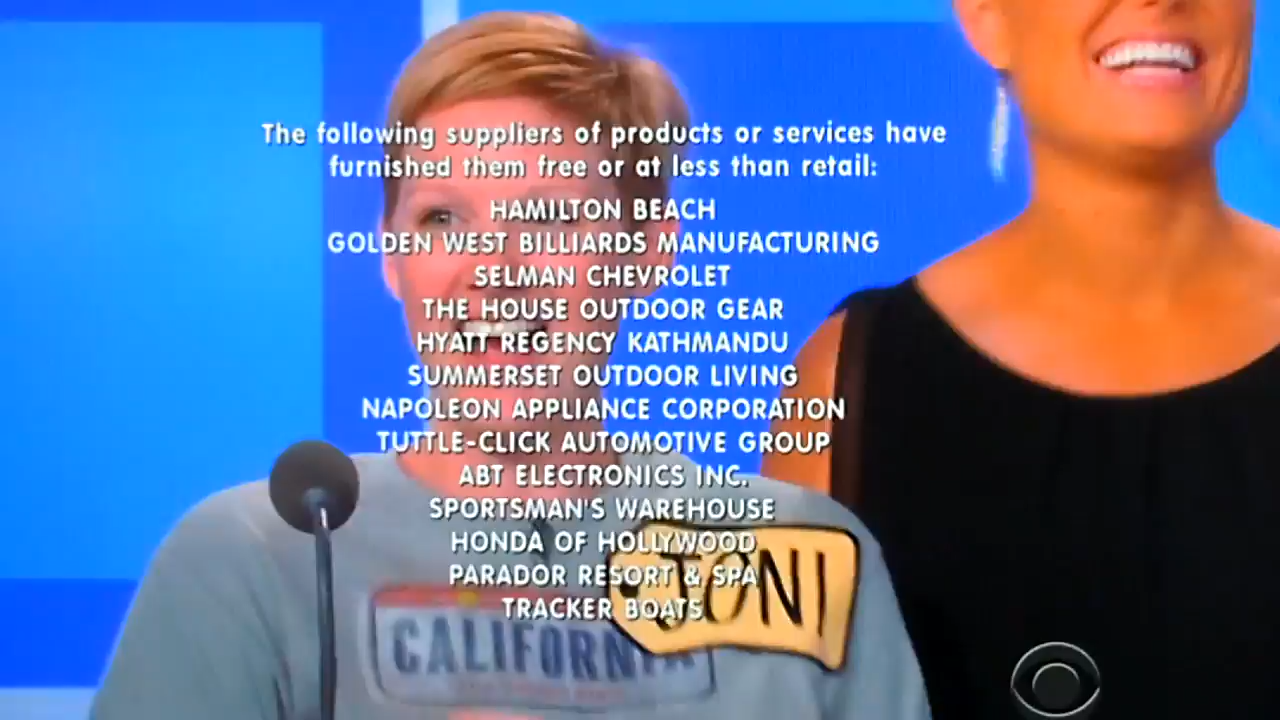 The following suppliers of products or services have
furnished them free or at less than retail:
HAMILTON BEACH
GOLDEN WEST BILLIARDS MANUFACTURING
SELMAN CHEVROLET
THE HOUSE OUTDOOR GEAR
HYATT REGENCY KATHMANDU
SUMMERSET OUTDOOR LIVING
NAPOLEON APPLIANCE CORPORATION
TUTTLE-CLICK AUTOMOTIVE GROUP
ABT ELECTRONICS INC.
SPORTSMAN'S WAREHOUSE
HONDA OF HOLLYWOOD
PARADOR RESORT & SPA
TRACKER BOATS
JONI
CALIFORNIA